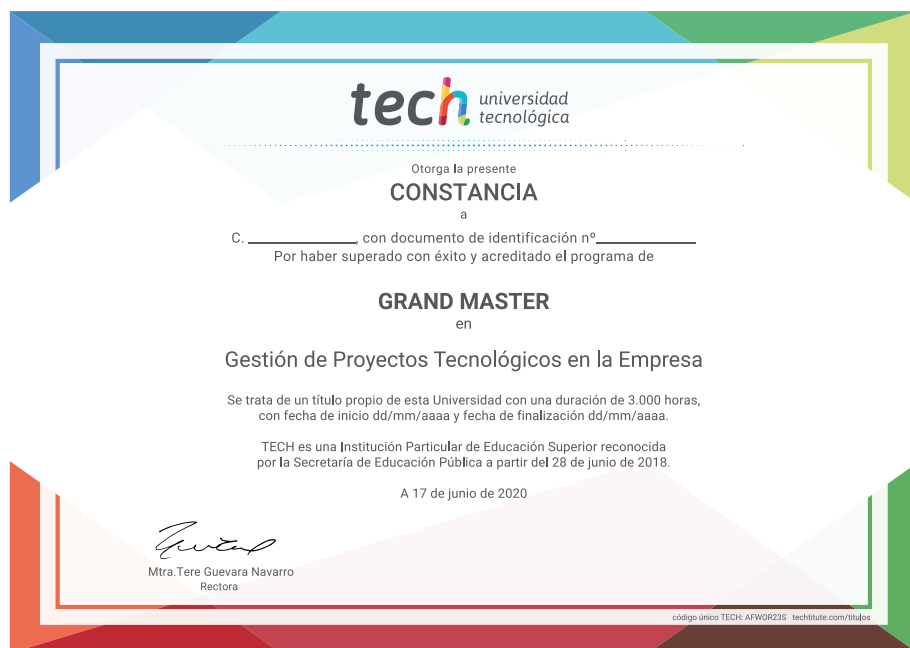 tech universidad
tecnológica
Otorga la presente
CONSTANCIA
a
C. ____________, con documento de identificación nº____________
Por haber superado con éxito y acreditado el programa de
GRAND MASTER
en
Gestión de Proyectos Tecnológicos en la Empresa
Se trata de un título propio de esta Universidad con una duración de 3.000 horas,
con fecha de inicio dd/mm/aaaa y fecha de finalización dd/mm/aaaa.
TECH es una Institución Particular de Educación Superior reconocida
por la Secretaría de Educación Pública a partir del 28 de junio de 2018.
A 17 de junio de 2020
Mtra.Tere Guevara Navarro
Rectora
código único TECH: AFWOR23S techtitute.com/titulos